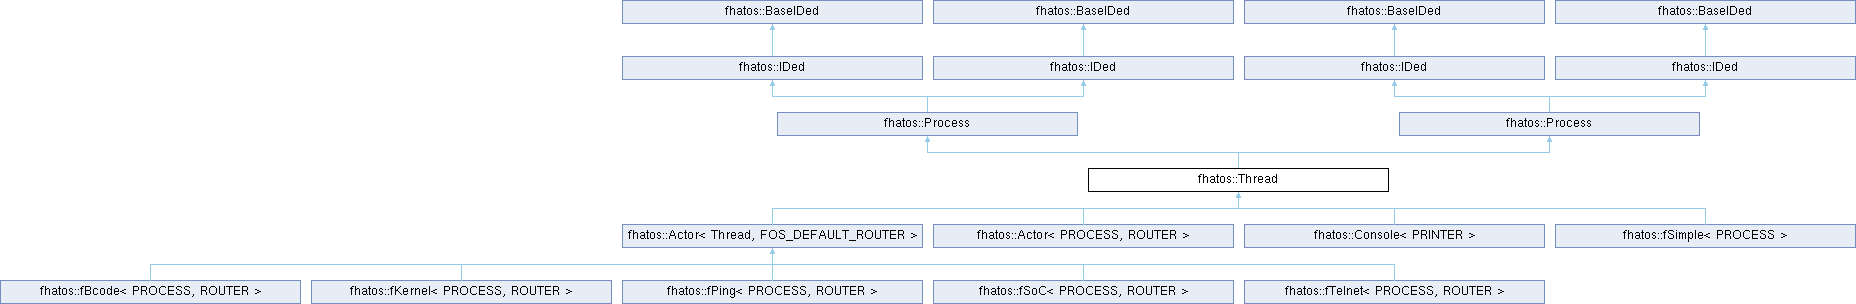 fhatos::BaseIDed
fhatos::BaseIDed
fhatos::BaseIDed
fhatos::BaseIDed
fhatos::IDed
fhatos::IDed
fhatos::IDed
fhatos::IDed
fhatos::Process
fhatos::Process
fhatos::Thread
fhatos::Actor< Thread, FOS_DEFAULT_ROUTER >
fhatos::Actor< PROCESS, ROUTER >
fhatos::Console< PRINTER >
fhatos::fSimple< PROCESS >
fhatos::fBcode< PROCESS, ROUTER >
fhatos::fKernel< PROCESS, ROUTER >
fhatos::fPing< PROCESS, ROUTER >
fhatos::fSoC< PROCESS, ROUTER >
fhatos::fTelnet< PROCESS, ROUTER >